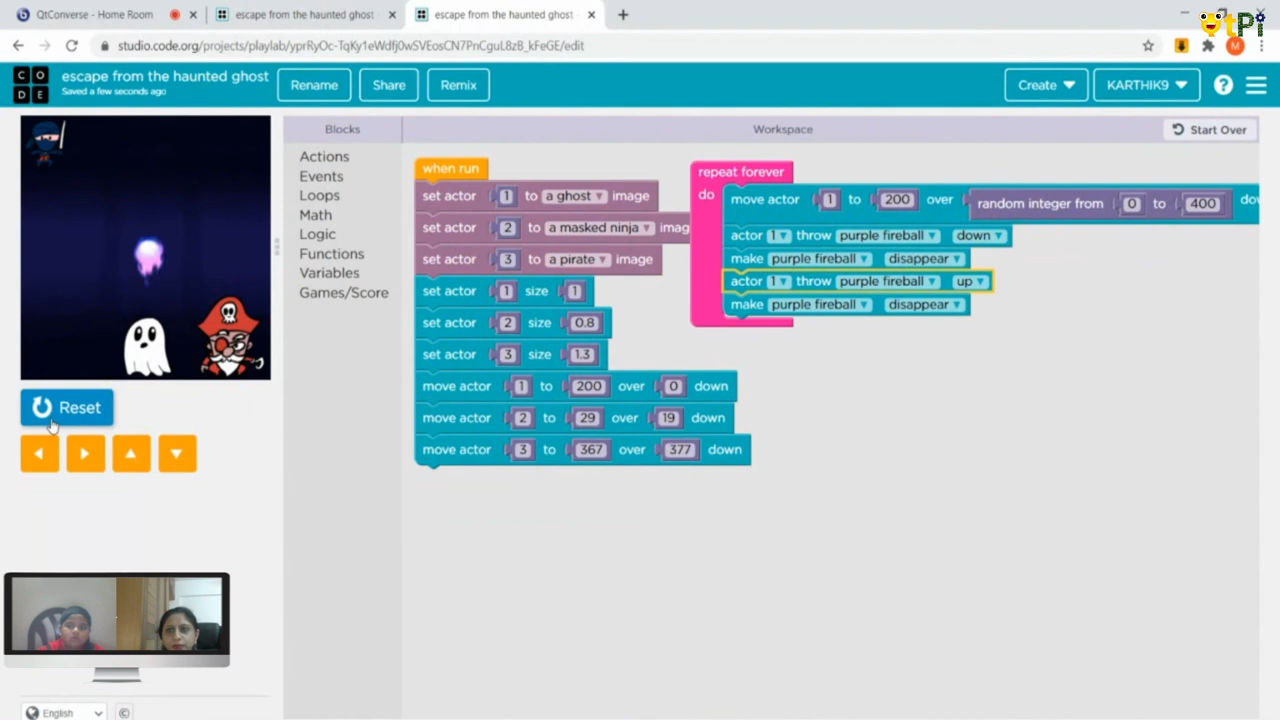 QtConverse - Home Room
escape from the haunted ghost
escape from the haunted ghost
QtPi
studio.code.org/projects/playlab/yprRyOc-TqKy1eWdfj0wSVEosCN7PnCguL8zB_kFeGE/edit
M
C O
D E
escape from the haunted ghost
Saved a few seconds ago
Rename
Share
Remix
Create
KARTHIK9
?
Blocks
Workspace
Start Over
Actions
Events
Loops
Math
Logic
Functions
Variables
Games/Score
when run
set actor 1 to a ghost image
set actor 2 to a masked ninja imag
set actor 3 to a pirate image
set actor 1 size 1
set actor 2 size 0.8
set actor 3 size 1.3
move actor 1 to 200 over 0 down
move actor 2 to 29 over 19 down
move actor 3 to 367 over 377 down
repeat forever
do
move actor 1 to 200 over random integer from 0 to 400 dov
actor 1 throw purple fireball down
make purple fireball disappear
actor 1 throw purple fireball up
make purple fireball disappear
Reset
English
©